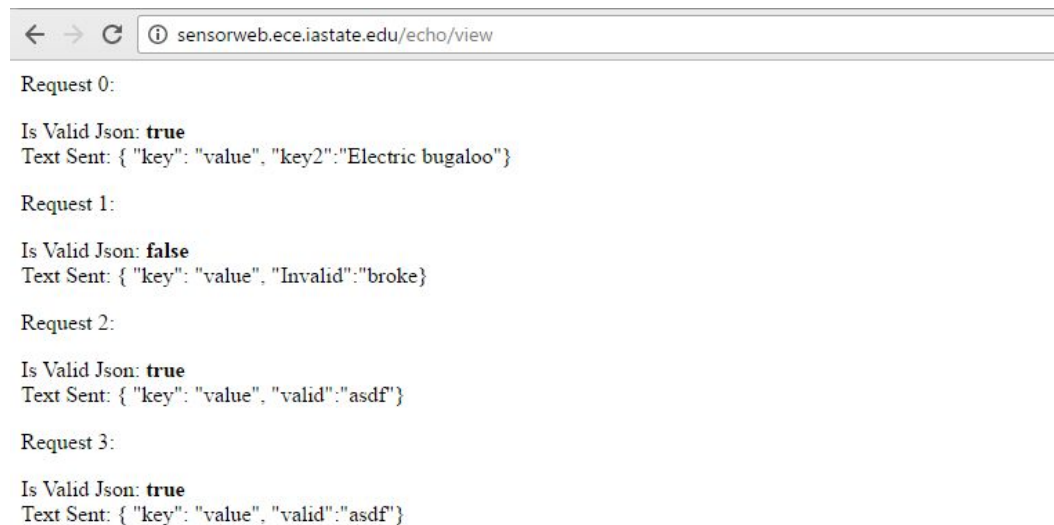 sensorweb.ece.iastate.edu/echo/view
Request 0:
Is Valid Json: true
Text Sent: { "key": "value", "key2":"Electric bugaloo"}
Request 1:
Is Valid Json: false
Text Sent: { "key": "value", "Invalid":"broke}
Request 2:
Is Valid Json: true
Text Sent: { "key": "value", "valid":"asdf"}
Request 3:
Is Valid Json: true
Text Sent: { "key": "value", "valid":"asdf"}